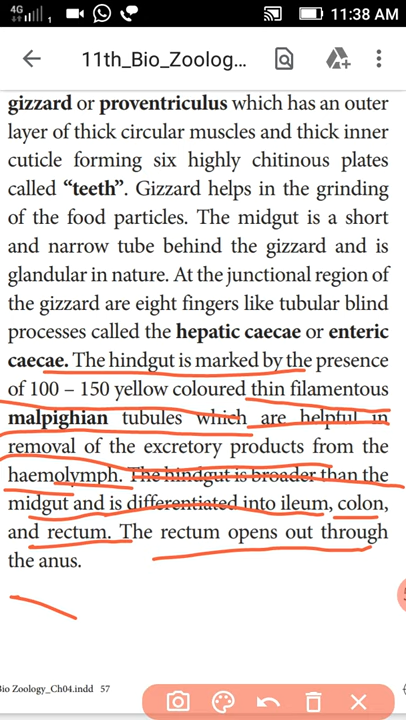 4G 1 11:38 AM
11th_Bio_Zoolog...
gizzard or proventriculus which has an outer
layer of thick circular muscles and thick inner
cuticle forming six highly chitinous plates
called “teeth”. Gizzard helps in the grinding
of the food particles. The midgut is a short
and narrow tube behind the gizzard and is
glandular in nature. At the junctional region of
the gizzard are eight fingers like tubular blind
processes called the hepatic caecae or enteric
caecae. The hindgut is marked by the presence
of 100 – 150 yellow coloured thin filamentous
malpighian tubules which are helpful in
removal of the excretory products from the
haemolymph. The hindgut is broader than the
midgut and is differentiated into ileum, colon,
and rectum. The rectum opens out through
the anus.
Bio Zoology_Ch04.indd 57